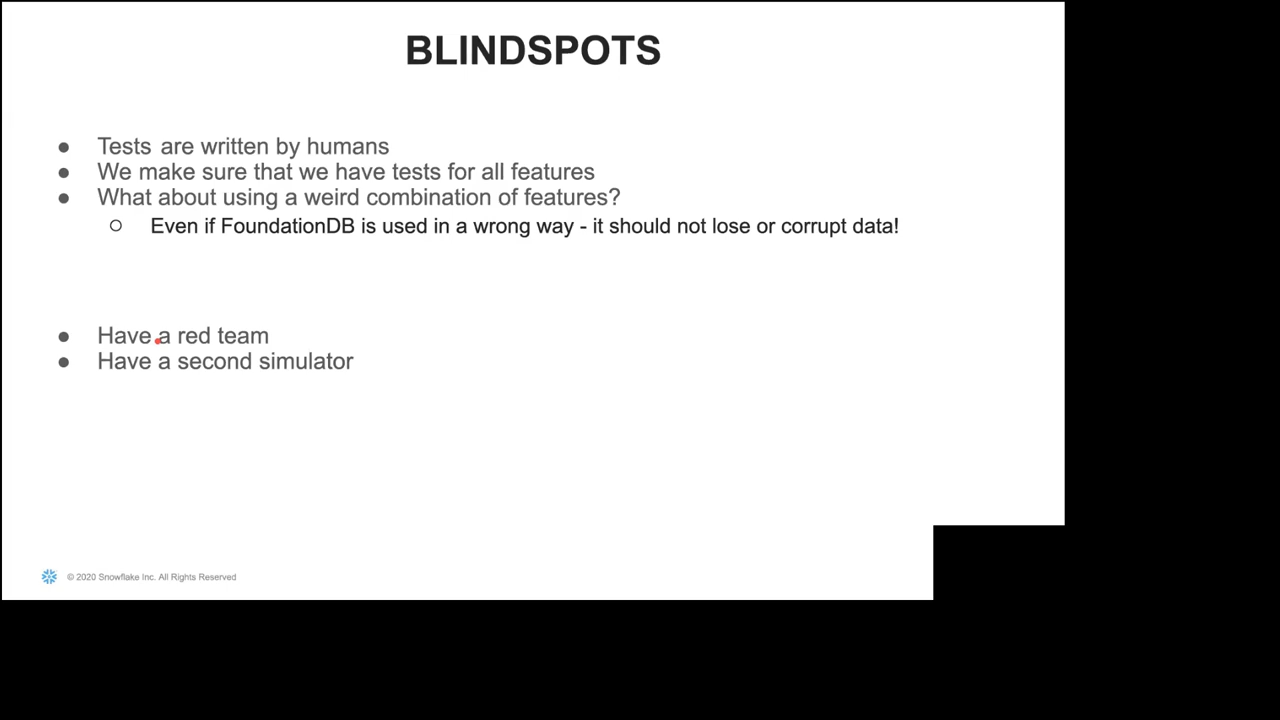 BLINDSPOTS
● Tests are written by humans
● We make sure that we have tests for all features
● What about using a weird combination of features?
○ Even if FoundationDB is used in a wrong way - it should not lose or corrupt data!
● Have a red team
● Have a second simulator
© 2020 Snowflake Inc. All Rights Reserved